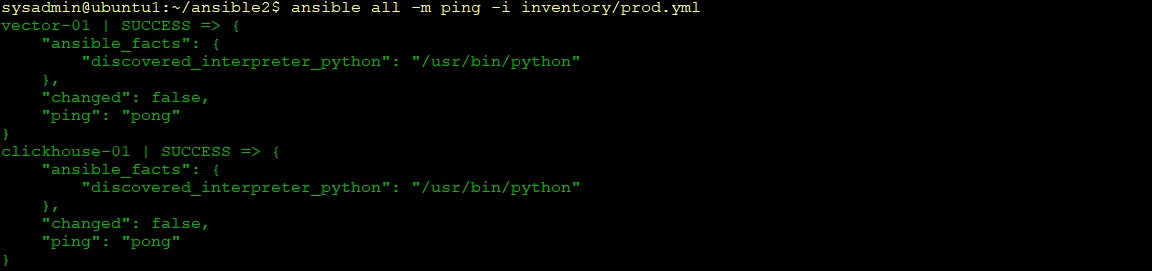 sysadmin@ubuntu1:~/ansible2$ ansible all -m ping -i inventory/prod.yml
vector-01 | SUCCESS => {
    "ansible_facts": {
        "discovered_interpreter_python": "/usr/bin/python"
    },
    "changed": false,
    "ping": "pong"
}
clickhouse-01 | SUCCESS => {
    "ansible_facts": {
        "discovered_interpreter_python": "/usr/bin/python"
    },
    "changed": false,
    "ping": "pong"
}